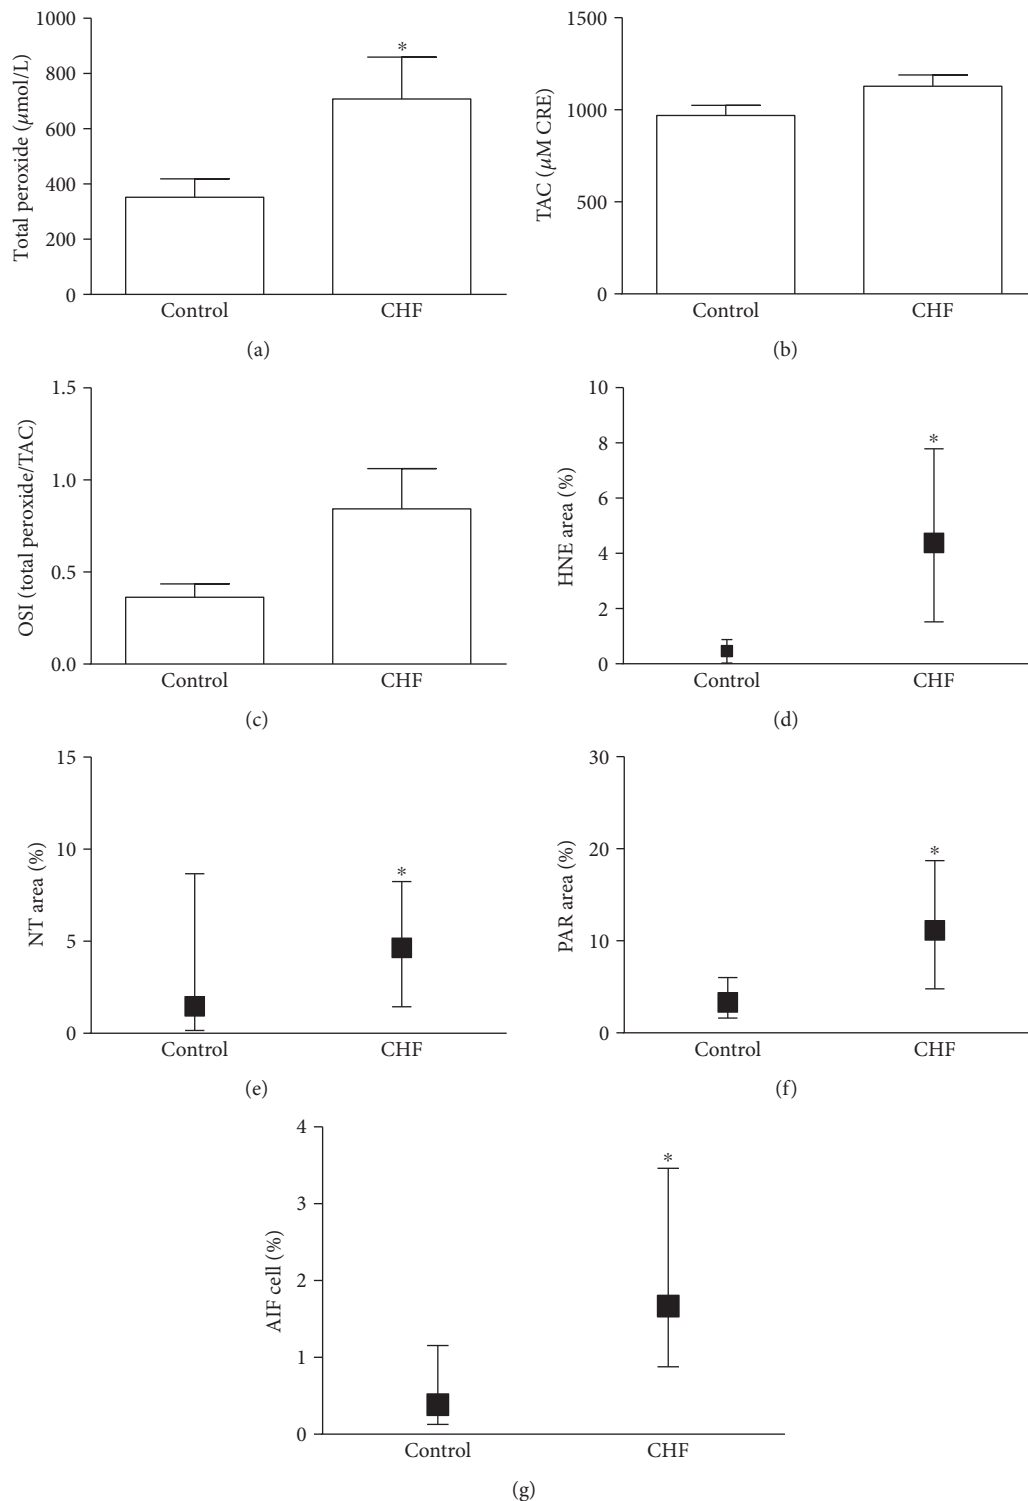 Total peroxide (µmol/L)
1000
800
600
400
200
0
*
Control
CHF
(a)
TAC (µM CRE)
1500
1000
500
0
Control
CHF
(b)
OSI (total peroxide/TAC)
1.5
1.0
0.5
0.0
Control
CHF
(c)
HNE area (%)
10
8
6
4
2
0
*
Control
CHF
(d)
NT area (%)
15
10
5
0
*
Control
CHF
(e)
PAR area (%)
30
20
10
0
*
Control
CHF
(f)
AIF cell (%)
4
3
2
1
0
*
Control
CHF
(g)